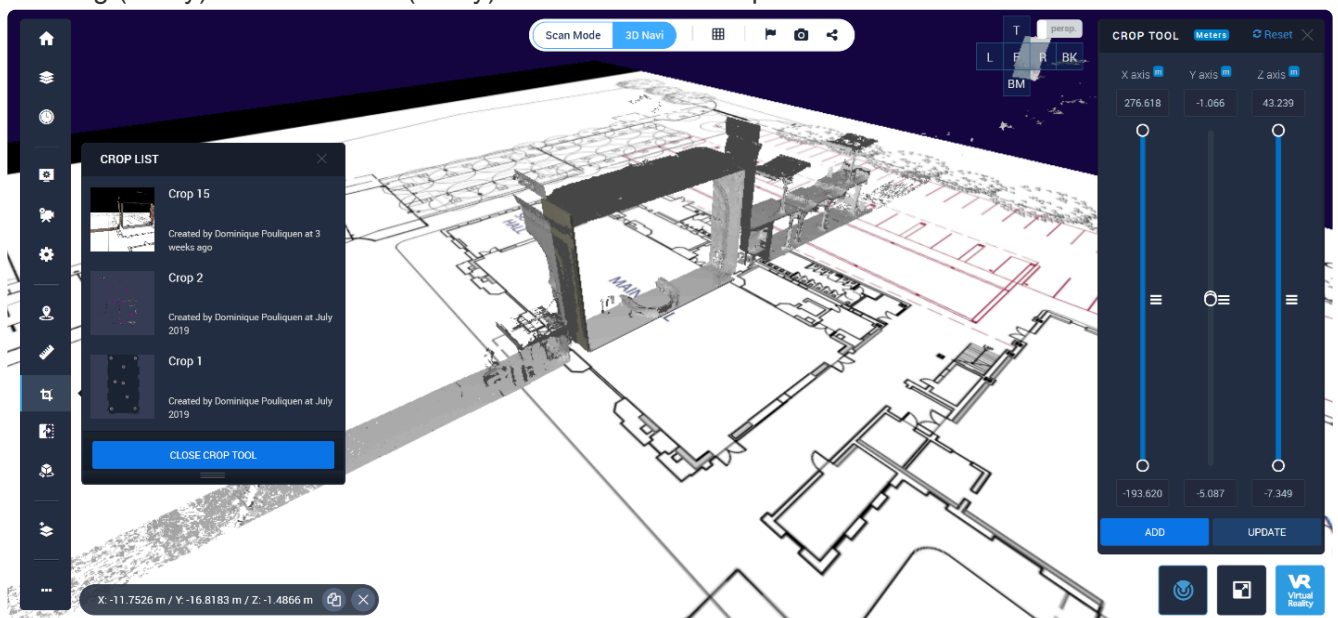 Scan Mode
3D Navi
T
persp.
L F R BK
BM
CROP TOOL Meters Reset
X axis m Y axis m Z axis m
276.618 -1.066 43.239
CROP LIST
Crop 15
Created by Dominique Pouliquen at 3
weeks ago
Crop 2
Created by Dominique Pouliquen at July
2019
Crop 1
Created by Dominique Pouliquen at July
2019
CLOSE CROP TOOL
HALL
MAIN
-193.620 -5.087 -7.349
ADD UPDATE
X: -11.7526 m / Y: -16.8183 m / Z: -1.4866 m
VR
Virtual
Reality